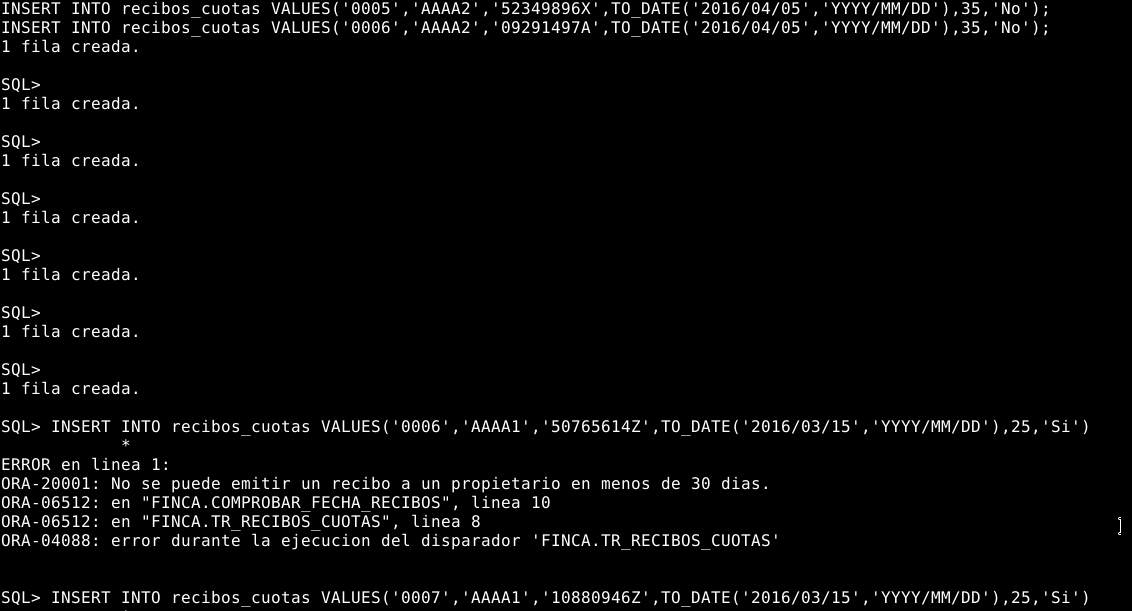 INSERT INTO recibos_cuotas VALUES('0005','AAAA2','52349896X',TO_DATE('2016/04/05','YYYY/MM/DD'),35,'No');
INSERT INTO recibos_cuotas VALUES('0006','AAAA2','09291497A',TO_DATE('2016/04/05','YYYY/MM/DD'),35,'No');
1 fila creada.
SQL>
1 fila creada.
SQL>
1 fila creada.
SQL>
1 fila creada.
SQL>
1 fila creada.
SQL>
1 fila creada.
SQL>
1 fila creada.
SQL> INSERT INTO recibos_cuotas VALUES('0006','AAAA1','50765614Z',TO_DATE('2016/03/15','YYYY/MM/DD'),25,'Si')
*
ERROR en linea 1:
ORA-20001: No se puede emitir un recibo a un propietario en menos de 30 dias.
ORA-06512: en "FINCA.COMPROBAR_FECHA_RECIBOS", linea 10
ORA-06512: en "FINCA.TR_RECIBOS_CUOTAS", linea 8
ORA-04088: error durante la ejecucion del disparador 'FINCA.TR_RECIBOS_CUOTAS'
SQL> INSERT INTO recibos_cuotas VALUES('0007','AAAA1','10880946Z',TO_DATE('2016/03/15','YYYY/MM/DD'),25,'Si')